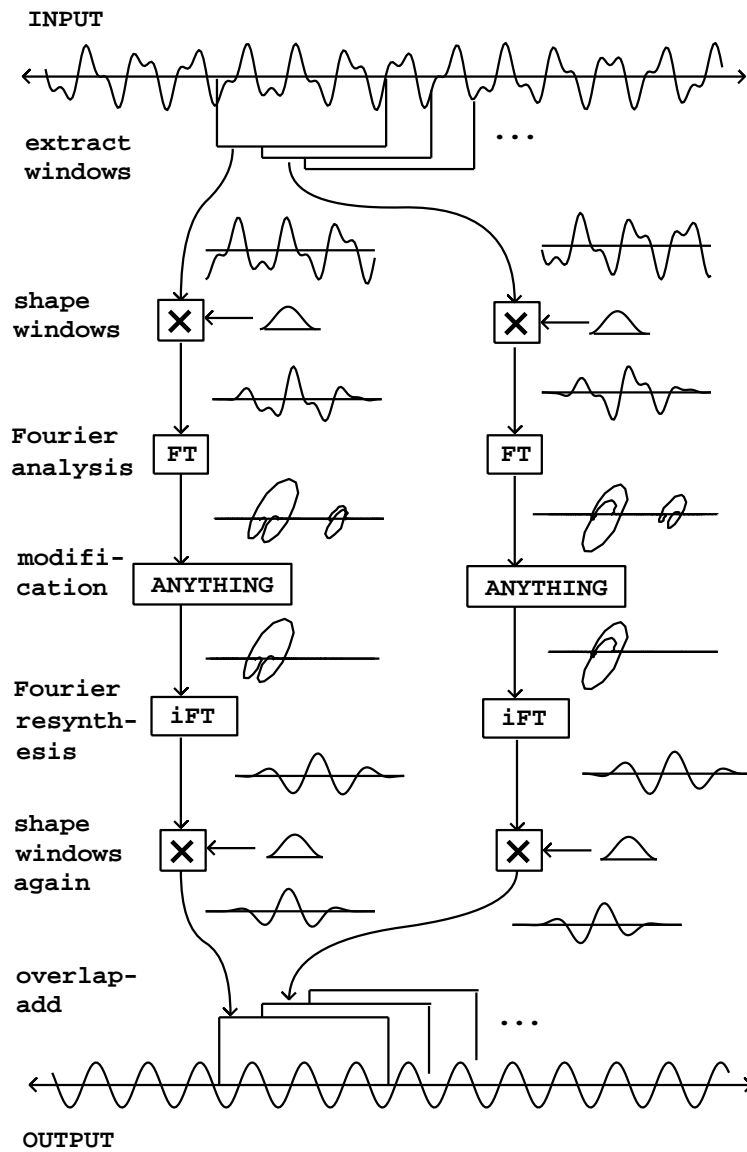 INPUT
extract
windows
...
shape
windows
Fourier
analysis
FT
FT
modifi-
cation
ANYTHING
ANYTHING
Fourier
resynth-
esis
iFT
iFT
shape
windows
again
overlap-
add
...
OUTPUT